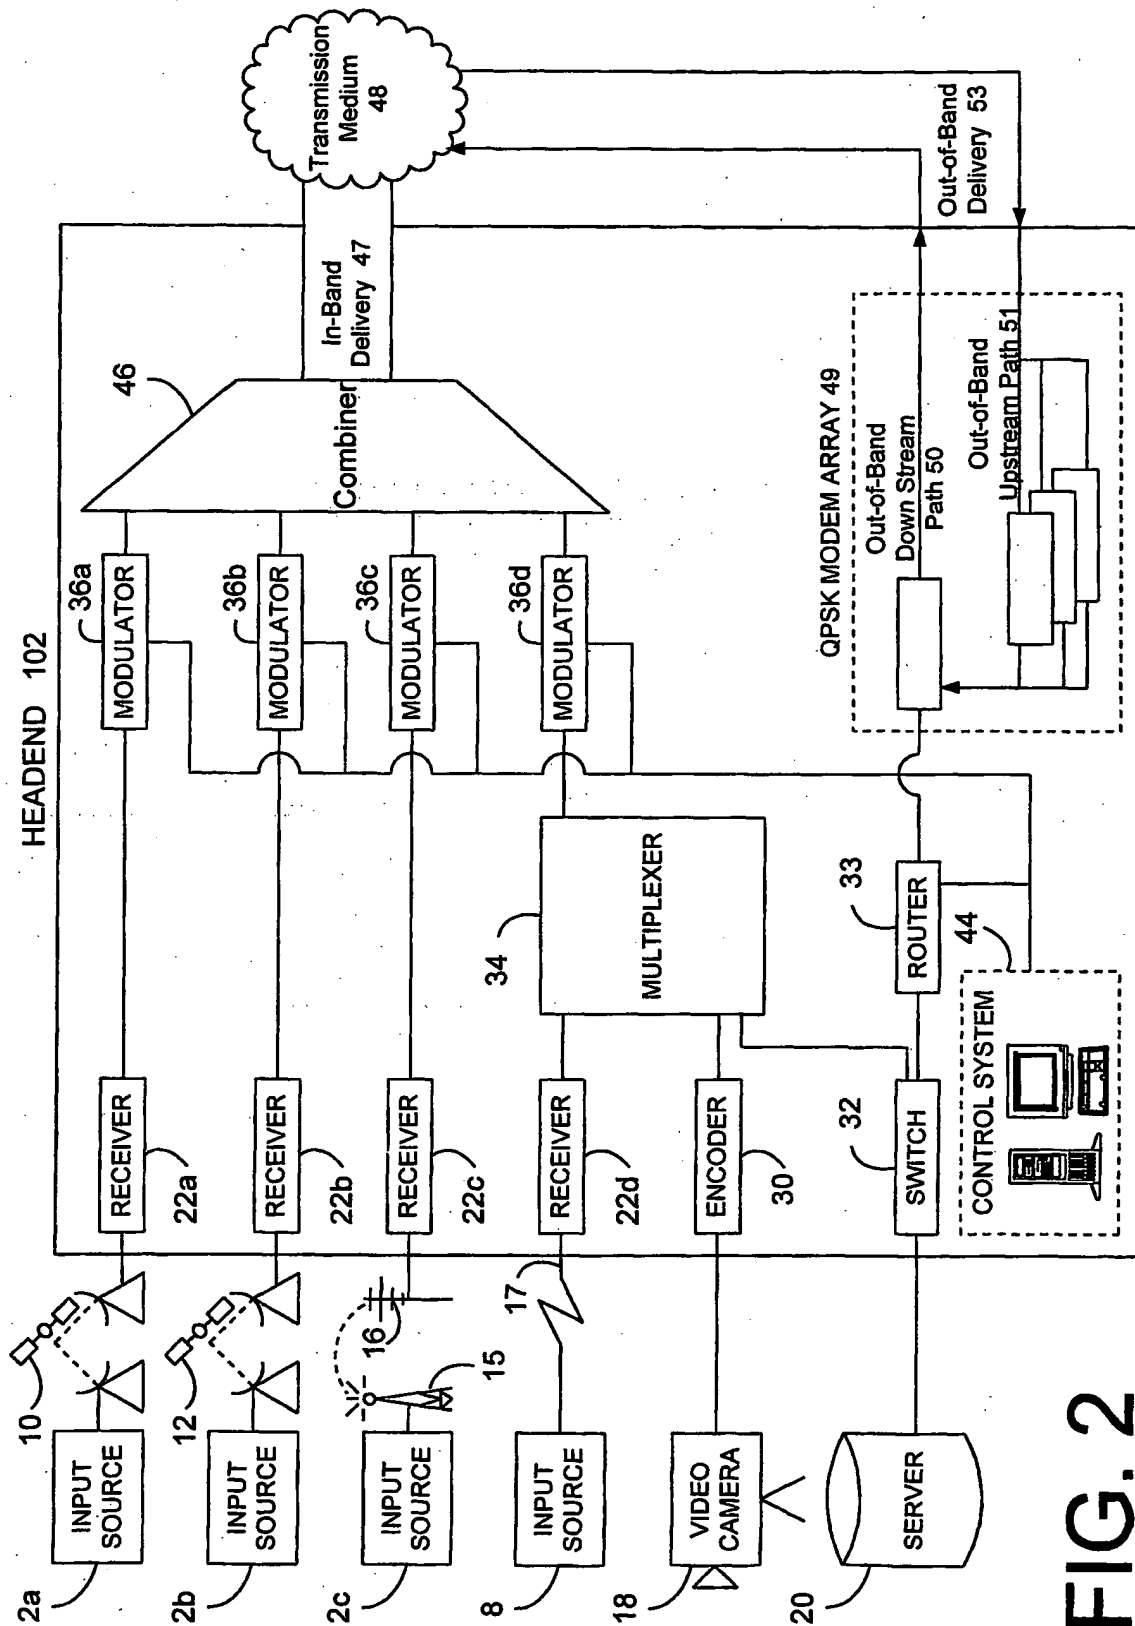 HEADEND 102
2a
INPUT
SOURCE
10
RECEIVER
22a
MODULATOR
36a
46
Combiner
In-Band
Delivery 47
Transmission
Medium
48
2b
INPUT
SOURCE
12
RECEIVER
22b
MODULATOR
36b
2c
INPUT
SOURCE
15
16
RECEIVER
22c
MODULATOR
36c
8
INPUT
SOURCE
17
RECEIVER
22d
34
MULTIPLEXER
MODULATOR
36d
18
VIDEO
CAMERA
ENCODER
30
20
SERVER
SWITCH
32
ROUTER
33
QPSK MODEM ARRAY 49
Out-of-Band
Down Stream
Path 50
Out-of-Band
Upstream Path 51
Out-of-Band
Delivery 53
CONTROL SYSTEM
44
FIG. 2